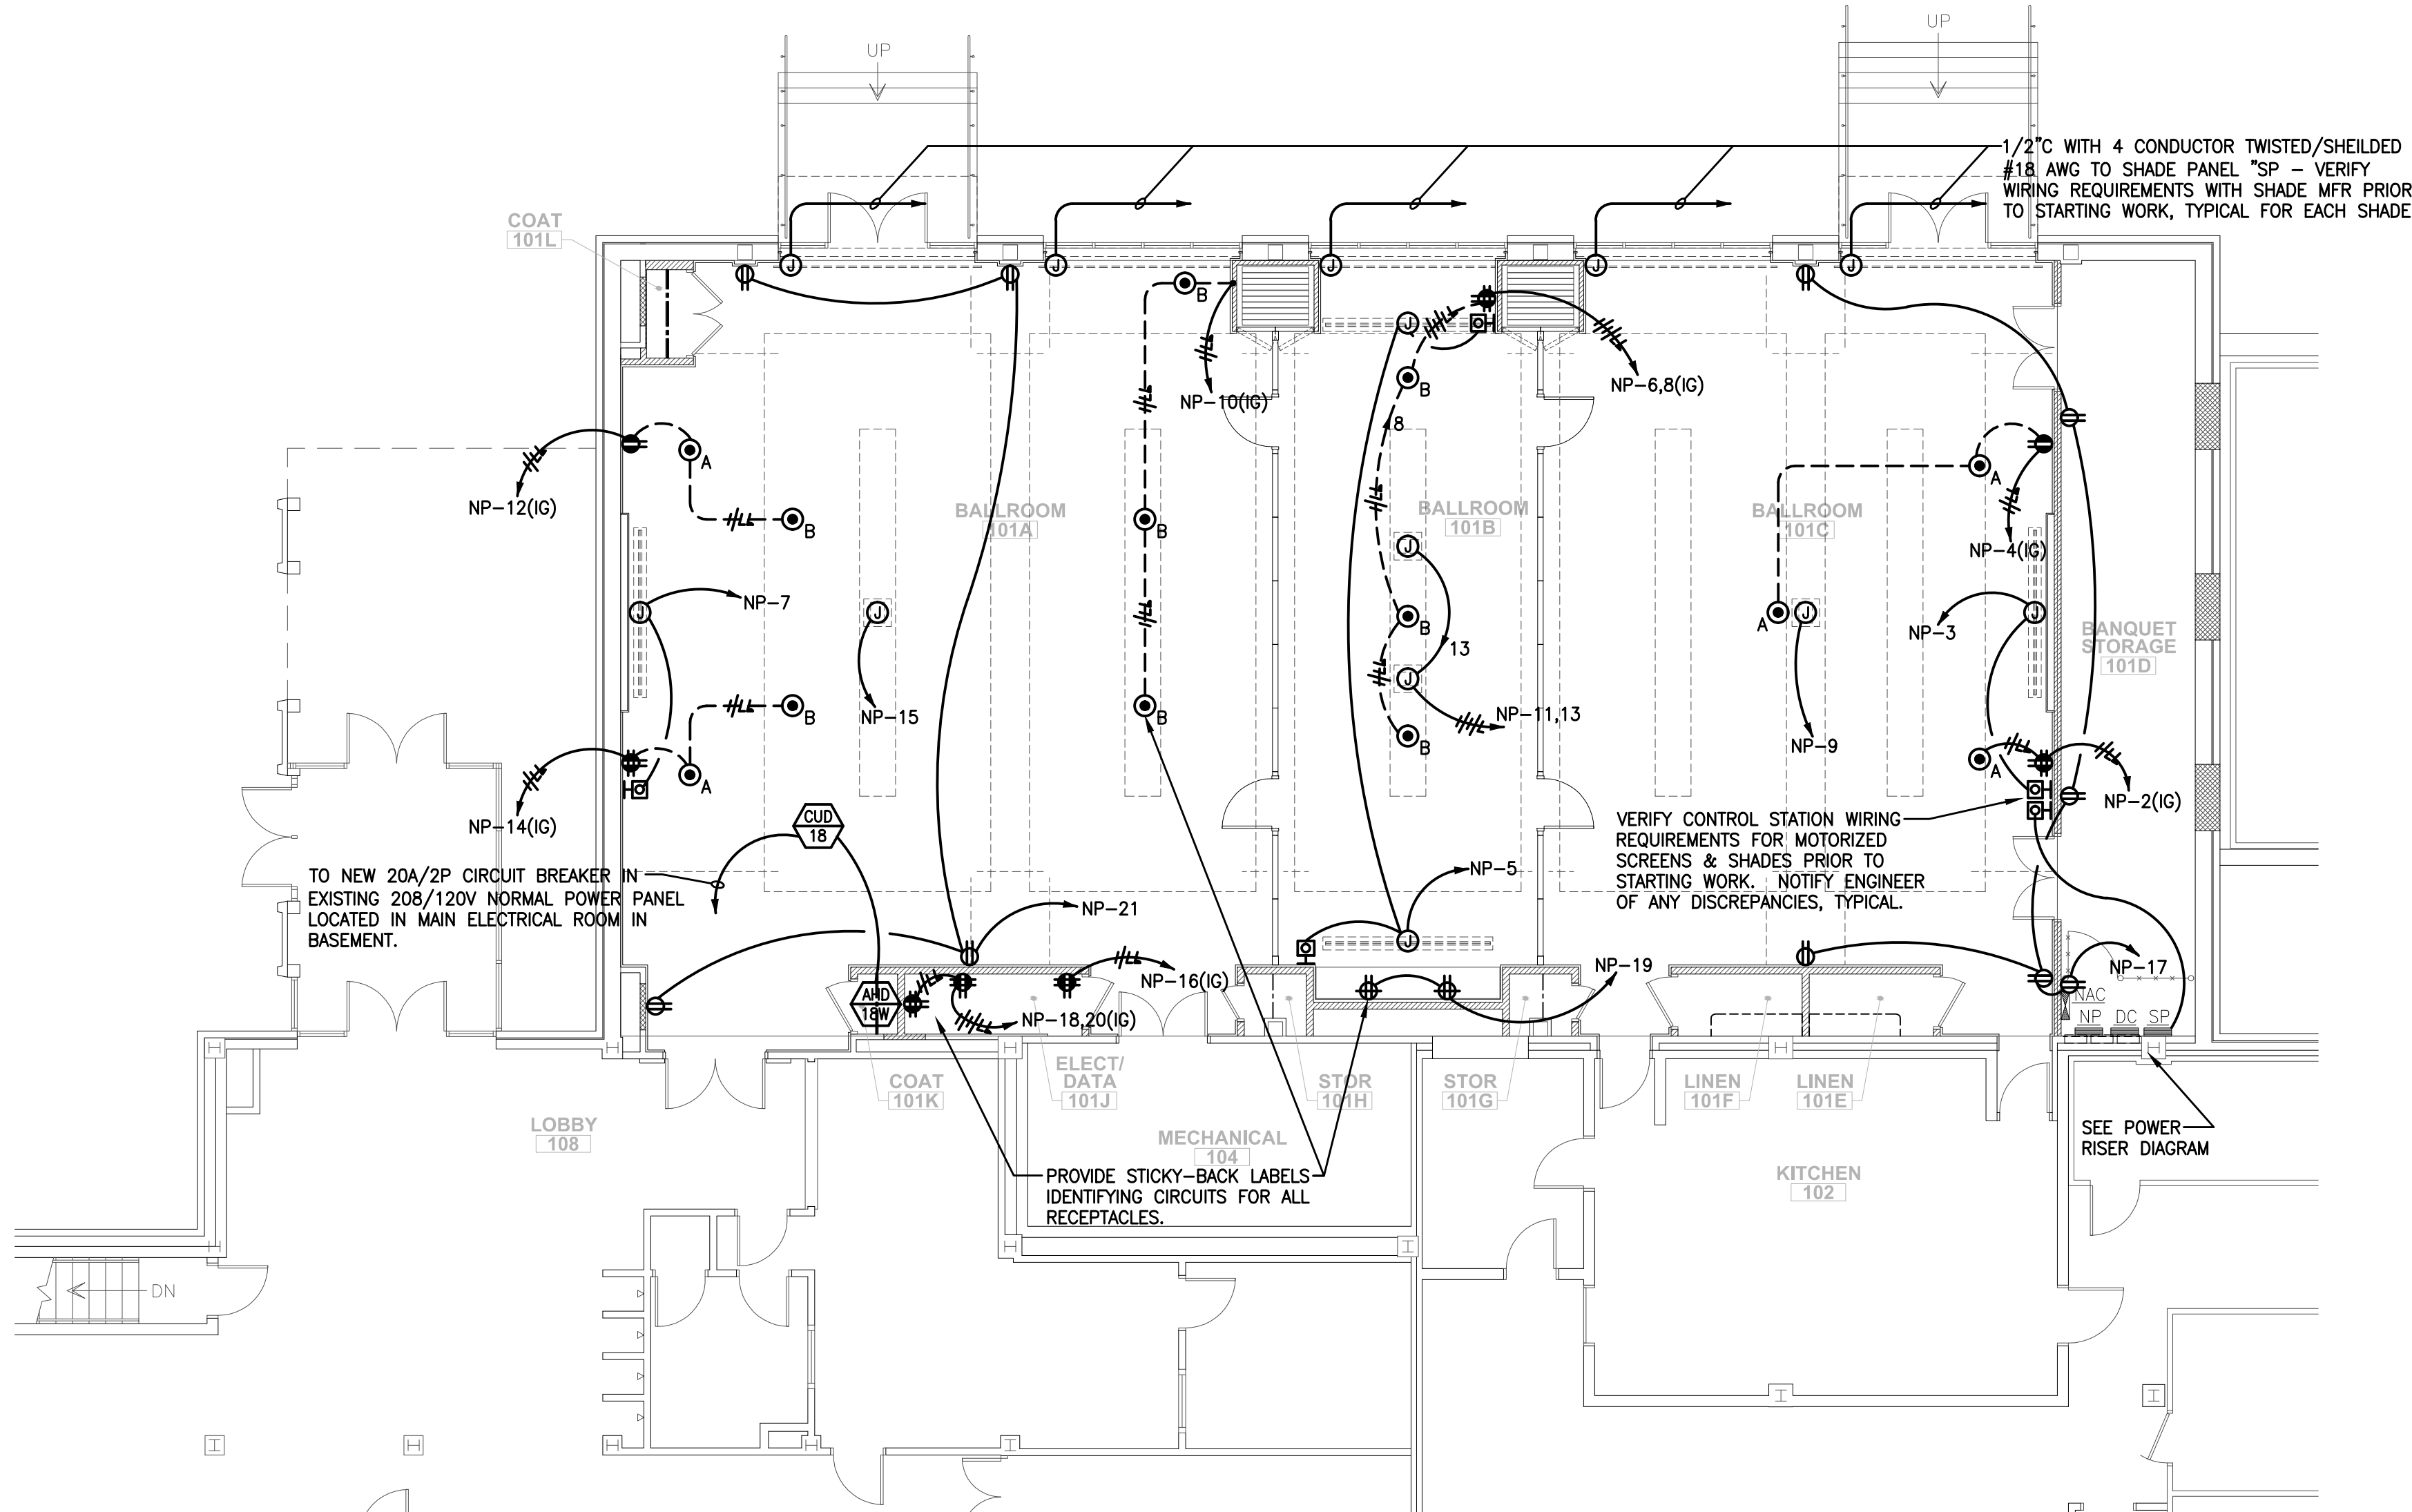 UP
UP
1/2"C WITH 4 CONDUCTOR TWISTED/SHEILDED
#18 AWG TO SHADE PANEL "SP – VERIFY
WIRING REQUIREMENTS WITH SHADE MFR PRIOR
TO STARTING WORK, TYPICAL FOR EACH SHADE
COAT
101L
J
J
J
J
J
B
J
NP-10(IG)
B
NP-6,8(IG)
8
A
A
NP-12(IG)
BALLROOM
101A
BALLROOM
101B
BALLROOM
101C
B
B
J
NP-4(IG)
J
NP-7
J
A
J
B
NP-3
J
BANQUET
STORAGE
101D
13
J
B
NP-15
B
NP-11,13
B
NP-9
A
A
NP-14(IG)
CUD
18
NP-2(IG)
VERIFY CONTROL STATION WIRING
REQUIREMENTS FOR MOTORIZED
SCREENS & SHADES PRIOR TO
STARTING WORK. NOTIFY ENGINEER
OF ANY DISCREPANCIES, TYPICAL.
TO NEW 20A/2P CIRCUIT BREAKER IN
EXISTING 208/120V NORMAL POWER PANEL
LOCATED IN MAIN ELECTRICAL ROOM IN
BASEMENT.
NP-5
NP-21
J
NP-16(IG)
NP-19
NP-17
AHD
18W
NP-18,20(IG)
NAC
NP DC SP
COAT
101K
ELECT/
DATA
101J
STOR
101H
STOR
101G
LINEN
101F
LINEN
101E
LOBBY
108
MECHANICAL
104
SEE POWER
RISER DIAGRAM
PROVIDE STICKY-BACK LABELS
IDENTIFYING CIRCUITS FOR ALL
RECEPTACLES.
KITCHEN
102
DN